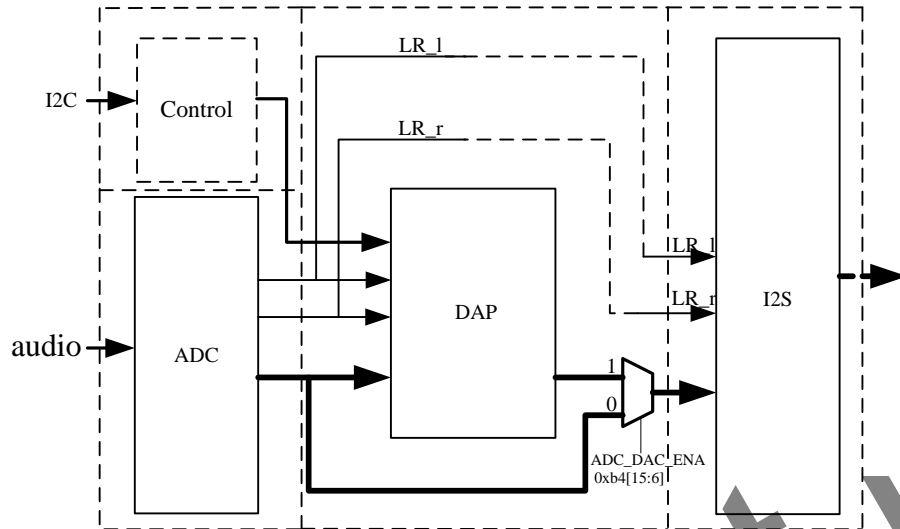 LR_l
I2C
Control
LR_r
LR_l
LR_r
I2S
DAP
audio
ADC
1
0
ADC_DAC_ENA
0xb4[15:6]